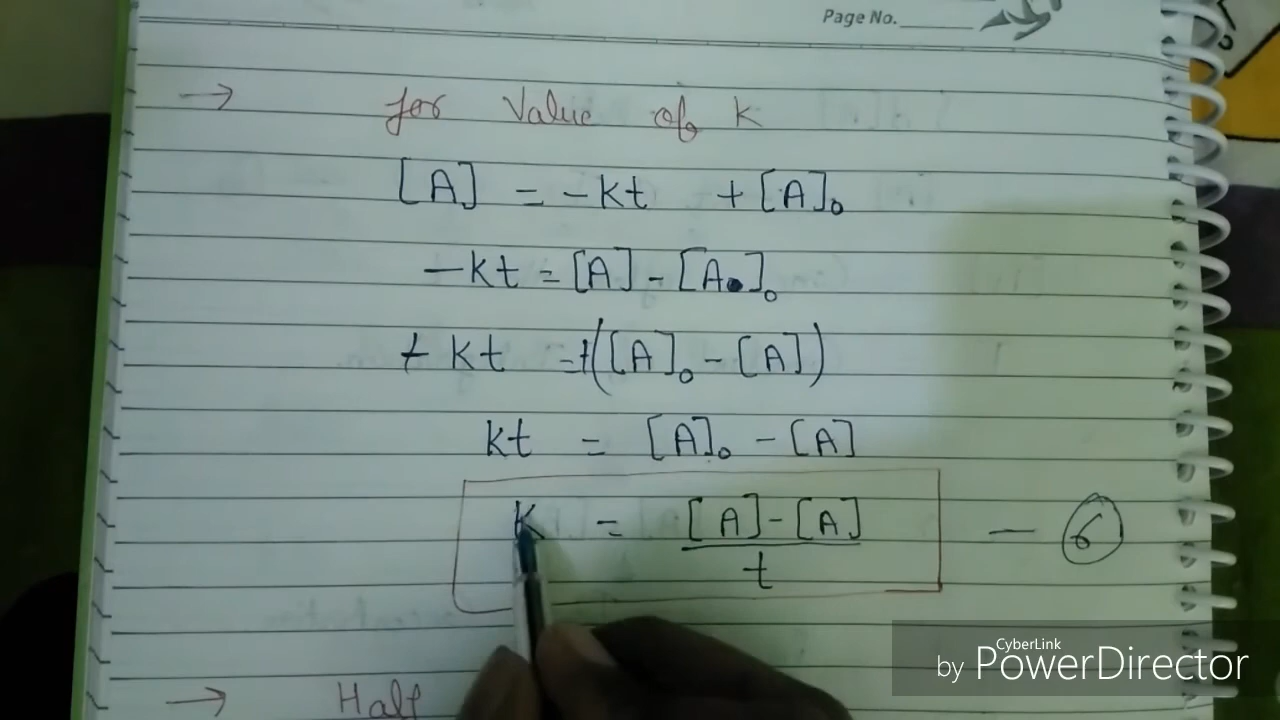 Page No.
→ for Value of k
[A] = -kt + [A]₀
-kt = [A] - [A.]₀
+ kt = +([A]₀ - [A])
kt = [A]₀ - [A]
K = [A] - [A] / t — 6
→ Half
CyberLink
by PowerDirector